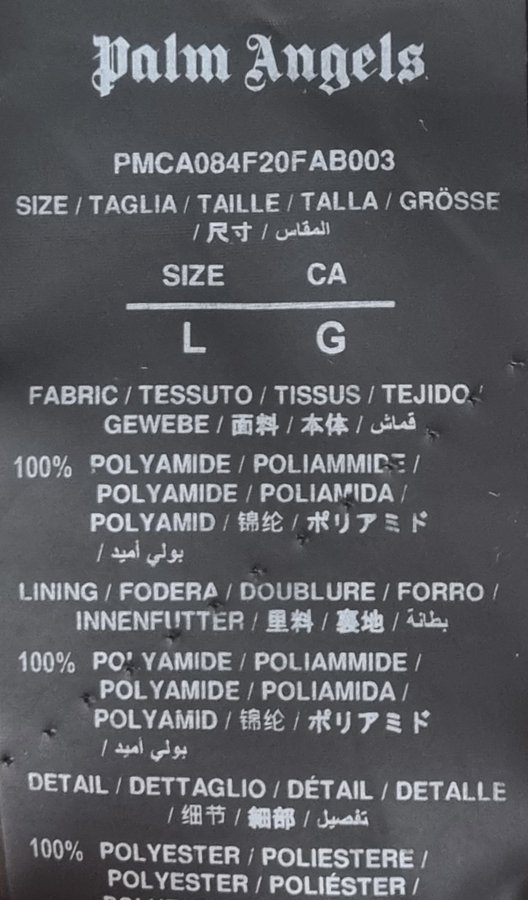 Palm Angels
PMCA084F20FAB003
SIZE / TAGLIA / TAILLE / TALLA / GRÖSSE
/ 尺寸 / المقاس
SIZE CA
L G
FABRIC / TESSUTO / TISSUS / TEJIDO /
GEWEBE / 面料 / 本体 / قماش
100% POLYAMIDE / POLIAMMIDE /
POLYAMIDE / POLIAMIDA /
POLYAMID / 锦纶 / ポリアミド
/ بولي أميد
LINING / FODERA / DOUBLURE / FORRO /
INNENFUTTER / 里料 / 裏地 / بطانة
100% POLYAMIDE / POLIAMMIDE /
POLYAMIDE / POLIAMIDA /
POLYAMID / 锦纶 / ポリアミド
/ بولي أميد
DETAIL / DETTAGLIO / DÉTAIL / DETALLE
/ 细节 / 細部 / تفصيل
100% POLYESTER / POLIESTERE /
POLYESTER / POLIÉSTER /